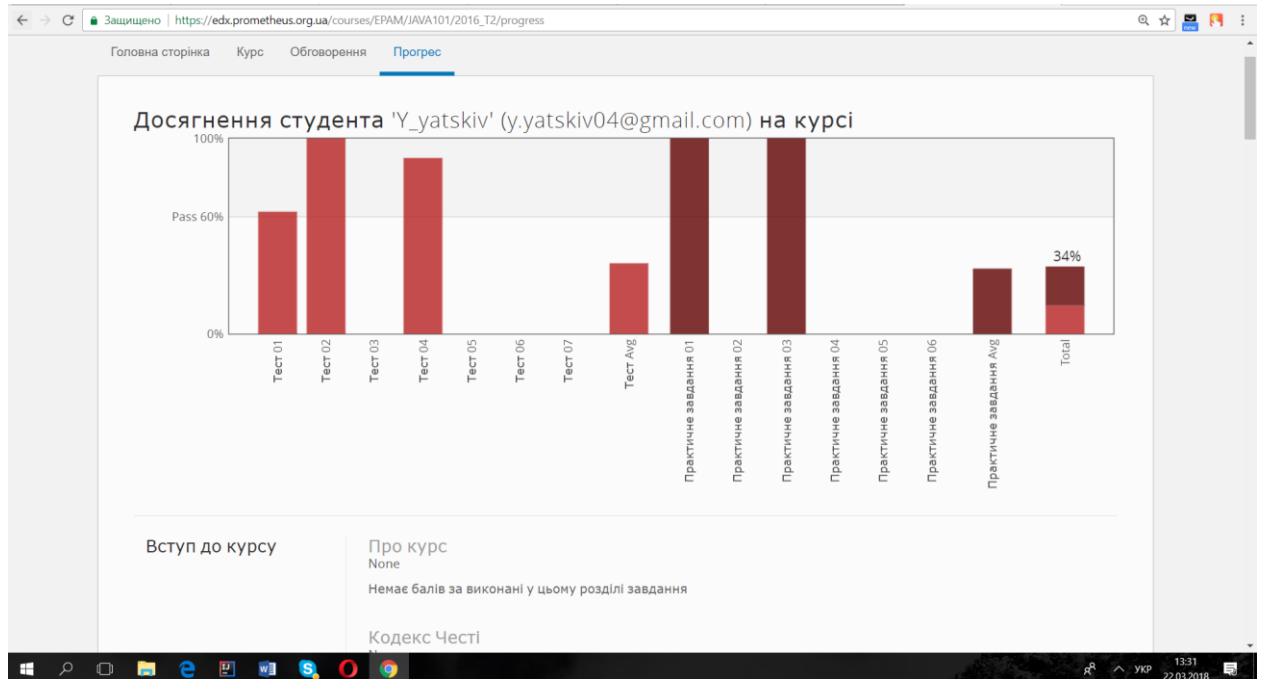 Защищено | https://edx.prometheus.org.ua/courses/EPAM/JAVA101/2016_T2/progress
new
Головна сторінка Курс Обговорення Прогрес
Досягнення студента 'Y_yatskiv' (y.yatskiv04@gmail.com) на курсі
100%
Pass 60%
34%
0%
Тест 01
Тест 02
Тест 03
Тест 04
Тест 05
Тест 06
Тест 07
Тест Avg
Практичне завдання 01
Практичне завдання 02
Практичне завдання 03
Практичне завдання 04
Практичне завдання 05
Практичне завдання 06
Практичне завдання Avg
Total
Вступ до курсу
Про курс
None
Немає балів за виконані у цьому розділі завдання
Кодекс Честі
УКР
13:31
22.03.2018